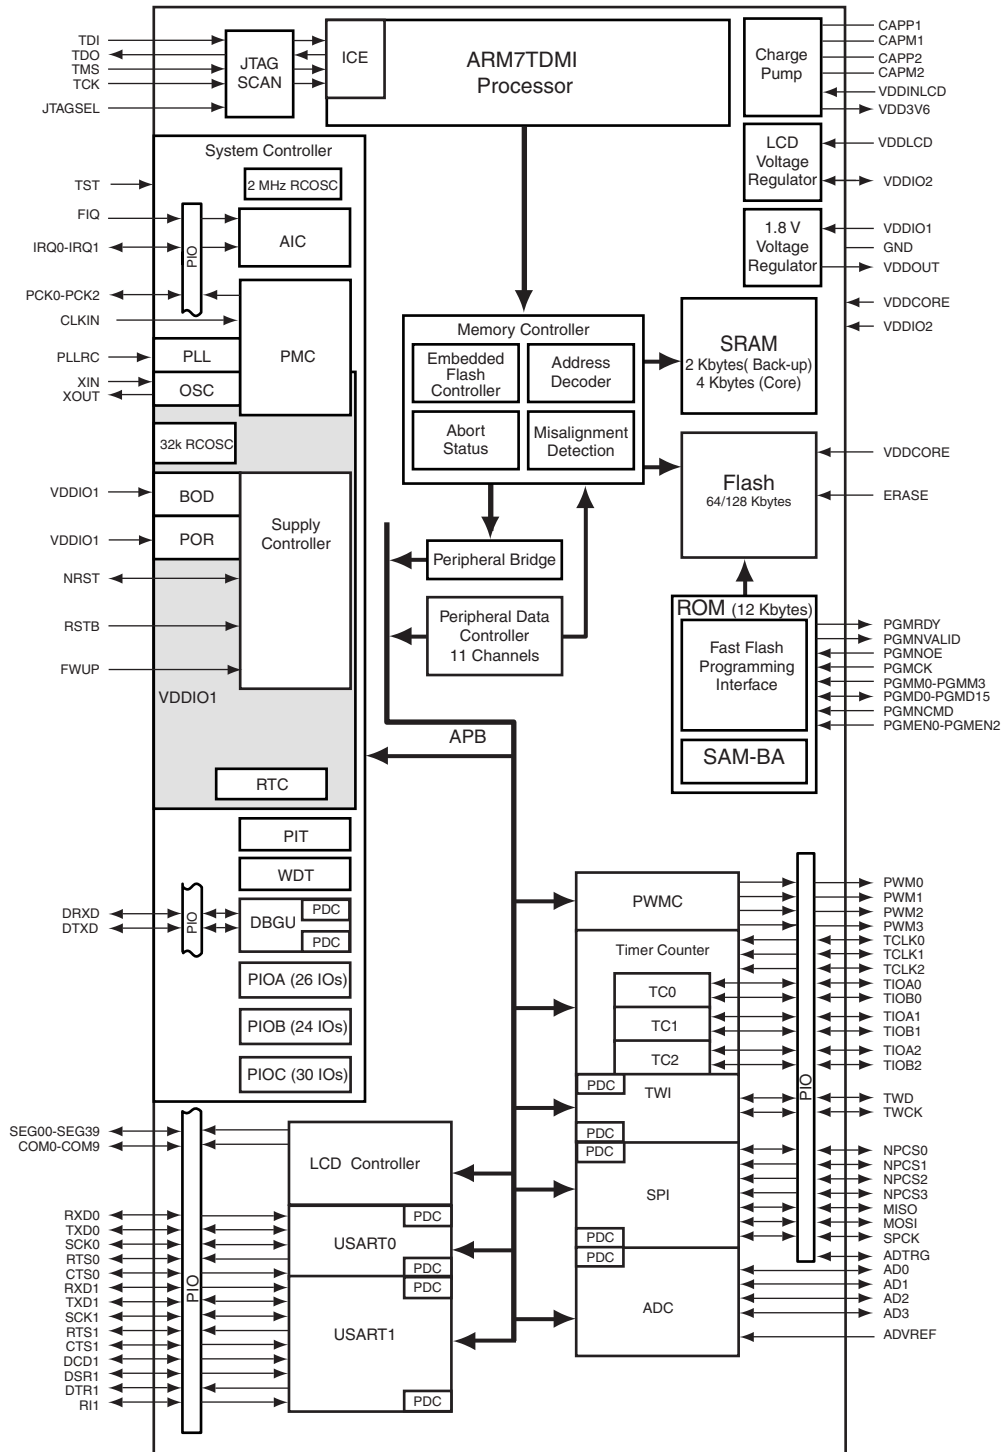 TDI
TDO
TMS
TCK
JTAGSEL
JTAG
SCAN
ICE
ARM7TDMI
Processor
Charge
Pump
CAPP1
CAPM1
CAPP2
CAPM2
VDDINLCD
VDD3V6
LCD
Voltage
Regulator
VDDLCD
VDDIO2
1.8 V
Voltage
Regulator
VDDIO1
GND
VDDOUT
VDDCORE
VDDIO2
System Controller
TST
2 MHz RCOSC
FIQ
IRQ0-IRQ1
PIO
AIC
PCK0-PCK2
CLKIN
PMC
PLLRC
PLL
XIN
XOUT
OSC
32k RCOSC
VDDIO1
BOD
VDDIO1
POR
Supply
Controller
NRST
RSTB
FWUP
VDDIO1
RTC
Memory Controller
Embedded
Flash
Controller
Address
Decoder
Abort
Status
Misalignment
Detection
SRAM
2 Kbytes( Back-up)
4 Kbytes (Core)
Flash
64/128 Kbytes
VDDCORE
ERASE
Peripheral Bridge
Peripheral Data
Controller
11 Channels
ROM (12 Kbytes)
Fast Flash
Programming
Interface
SAM-BA
PGMRDY
PGMNVALID
PGMNOE
PGMCK
PGMM0-PGMM3
PGMD0-PGMD15
PGMNCMD
PGMEN0-PGMEN2
APB
PIT
WDT
DRXD
DTXD
PIO
DBGU
PDC
PDC
PIOA (26 IOs)
PIOB (24 IOs)
PIOC (30 IOs)
PWMC
Timer Counter
TC0
TC1
TC2
PDC
TWI
PDC
PDC
SPI
PDC
PDC
ADC
PIO
PWM0
PWM1
PWM2
PWM3
TCLK0
TCLK1
TCLK2
TIOA0
TIOB0
TIOA1
TIOB1
TIOA2
TIOB2
TWD
TWCK
NPCS0
NPCS1
NPCS2
NPCS3
MISO
MOSI
SPCK
ADTRG
AD0
AD1
AD2
AD3
ADVREF
SEG00-SEG39
COM0-COM9
LCD Controller
RXD0
TXD0
SCK0
RTS0
CTS0
RXD1
TXD1
SCK1
RTS1
CTS1
DCD1
DSR1
DTR1
RI1
PIO
PDC
USART0
PDC
PDC
USART1
PDC